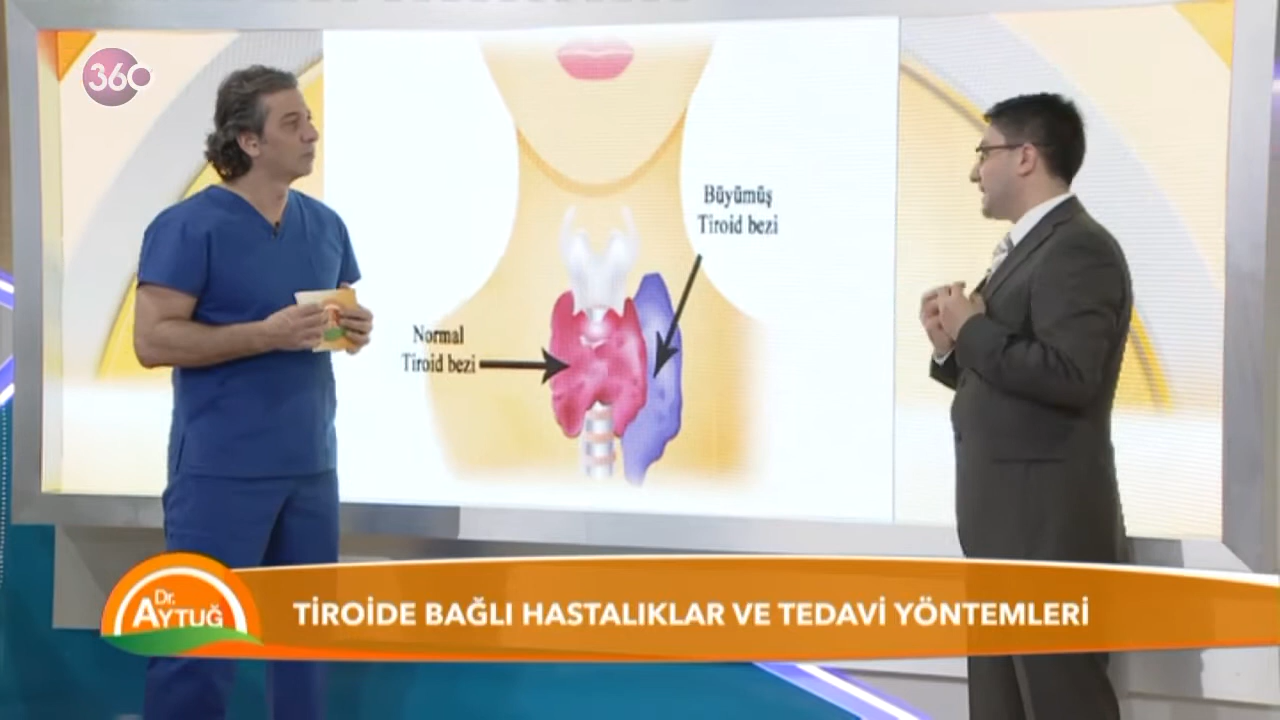 360
Büyümüş
Tiroid bezi
Normal
Tiroid bezi
Dr.
AYTUĞ
TİROİDE BAĞLI HASTALIKLAR VE TEDAVİ YÖNTEMLERİ